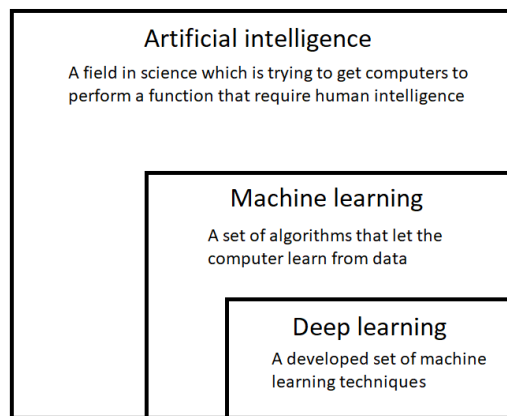 Artificial intelligence
A field in science which is trying to get computers to
perform a function that require human intelligence
Machine learning
A set of algorithms that let the
computer learn from data
Deep learning
A developed set of machine
learning techniques